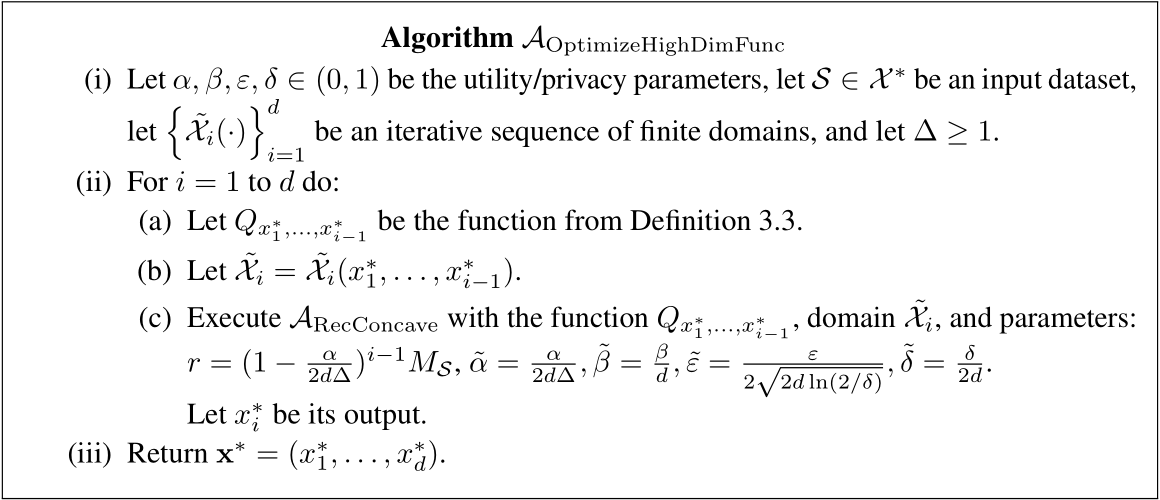 Algorithm $\mathcal{A}_{\mathrm{OptimizeHighDimFunc}}$
(i) Let $\alpha, \beta, \varepsilon, \delta \in (0, 1)$ be the utility/privacy parameters, let $\mathcal{S} \in \mathcal{X}^*$ be an input dataset,
let $\left\{\tilde{\mathcal{X}}_i(\cdot)\right\}_{i=1}^{d}$ be an iterative sequence of finite domains, and let $\Delta \geq 1$.
(ii) For $i = 1$ to $d$ do:
(a) Let $Q_{x_1^*,\ldots,x_{i-1}^*}$ be the function from Definition 3.3.
(b) Let $\tilde{\mathcal{X}}_i = \tilde{\mathcal{X}}_i(x_1^*, \ldots, x_{i-1}^*)$.
(c) Execute $\mathcal{A}_{\mathrm{RecConcave}}$ with the function $Q_{x_1^*,\ldots,x_{i-1}^*}$, domain $\tilde{\mathcal{X}}_i$, and parameters:
$r = (1 - \frac{\alpha}{2d\Delta})^{i-1} M_{\mathcal{S}}, \tilde{\alpha} = \frac{\alpha}{2d\Delta}, \tilde{\beta} = \frac{\beta}{d}, \tilde{\varepsilon} = \frac{\varepsilon}{2\sqrt{2d\ln(2/\delta)}}, \tilde{\delta} = \frac{\delta}{2d}$.
Let $x_i^*$ be its output.
(iii) Return $\mathbf{x}^* = (x_1^*, \ldots, x_d^*)$.